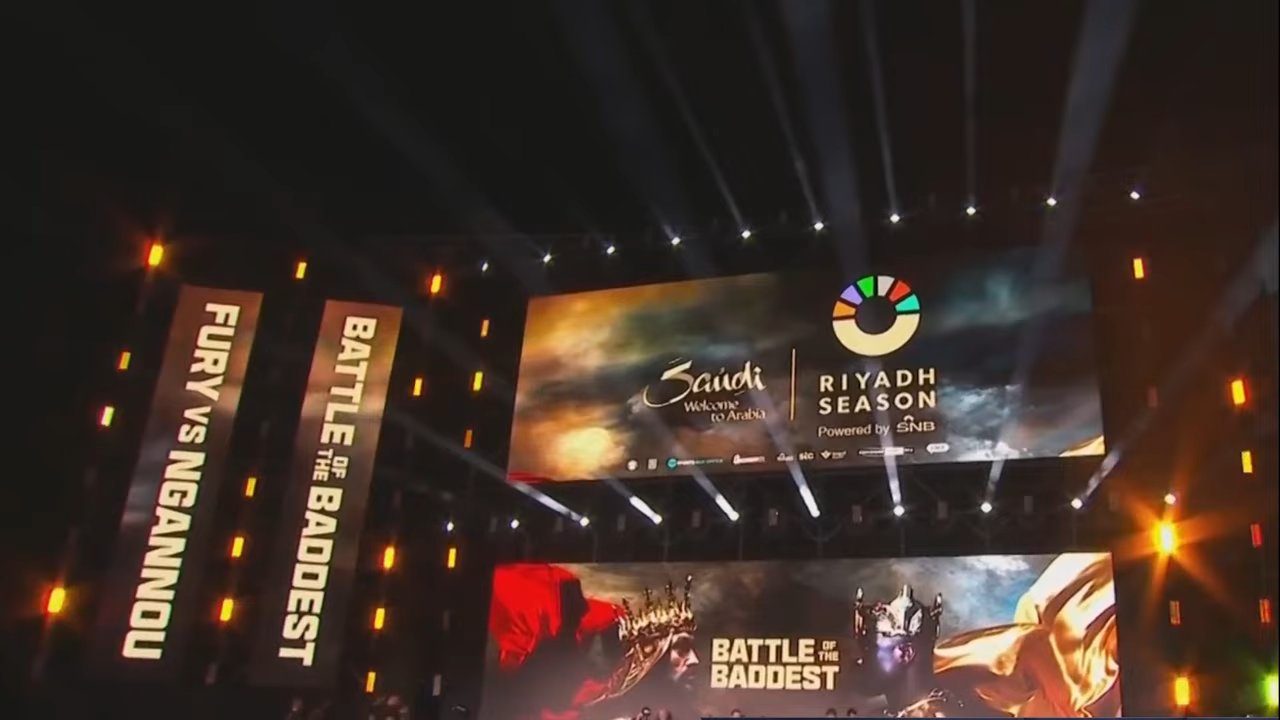 FURY VS NGANNOU
BATTLE OF THE BADDEST
Saudi
Welcome
to Arabia
RIYADH
SEASON
Powered by SNB
stc
BATTLE OF THE
BADDEST